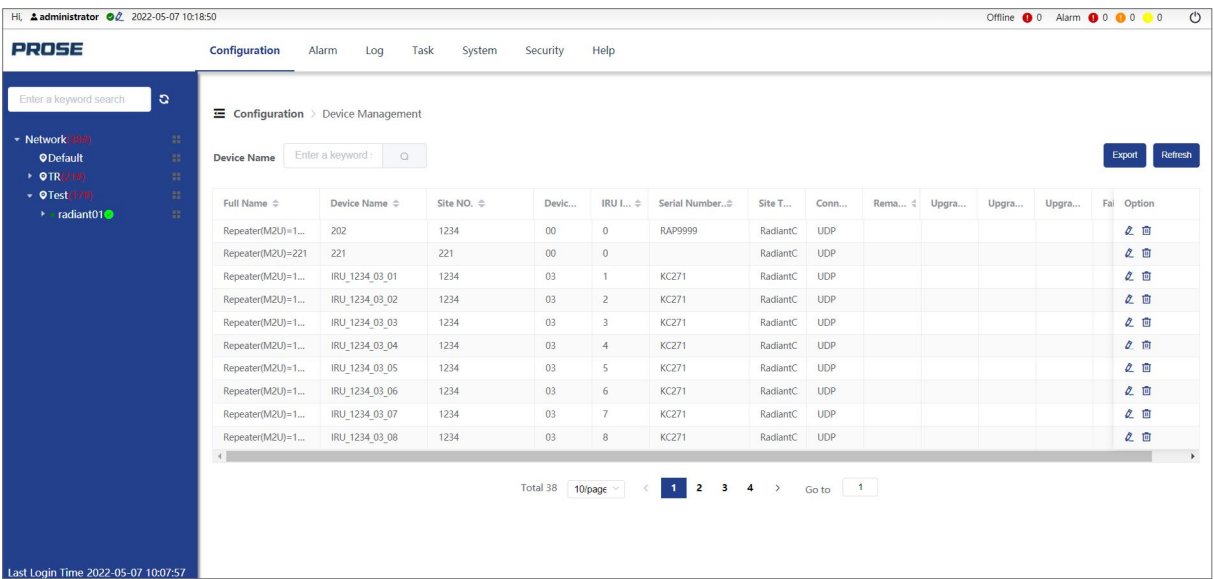 Hi, administrator 2022-05-07 10:18:50 Offline 0 Alarm 0 0 0
PROSE Configuration Alarm Log Task System Security Help
Enter a keyword search
Configuration > Device Management
Network
Default
TR
Test
radiant01
Device Name Enter a keyword Export Refresh
Full Name Device Name Site NO. Devic... IRU I... Serial Number.. Site T... Conn... Rema... Upgra... Upgra... Upgra... Fai Option
Repeater(M2U)=1... 202 1234 00 0 RAP9999 RadiantC UDP
Repeater(M2U)=221 221 221 00 0 RadiantC UDP
Repeater(M2U)=1... IRU_1234_03_01 1234 03 1 KC271 RadiantC UDP
Repeater(M2U)=1... IRU_1234_03_02 1234 03 2 KC271 RadiantC UDP
Repeater(M2U)=1... IRU_1234_03_03 1234 03 3 KC271 RadiantC UDP
Repeater(M2U)=1... IRU_1234_03_04 1234 03 4 KC271 RadiantC UDP
Repeater(M2U)=1... IRU_1234_03_05 1234 03 5 KC271 RadiantC UDP
Repeater(M2U)=1... IRU_1234_03_06 1234 03 6 KC271 RadiantC UDP
Repeater(M2U)=1... IRU_1234_03_07 1234 03 7 KC271 RadiantC UDP
Repeater(M2U)=1... IRU_1234_03_08 1234 03 8 KC271 RadiantC UDP
Total 38 10/page < 1 2 3 4 > Go to 1
Last Login Time 2022-05-07 10:07:57